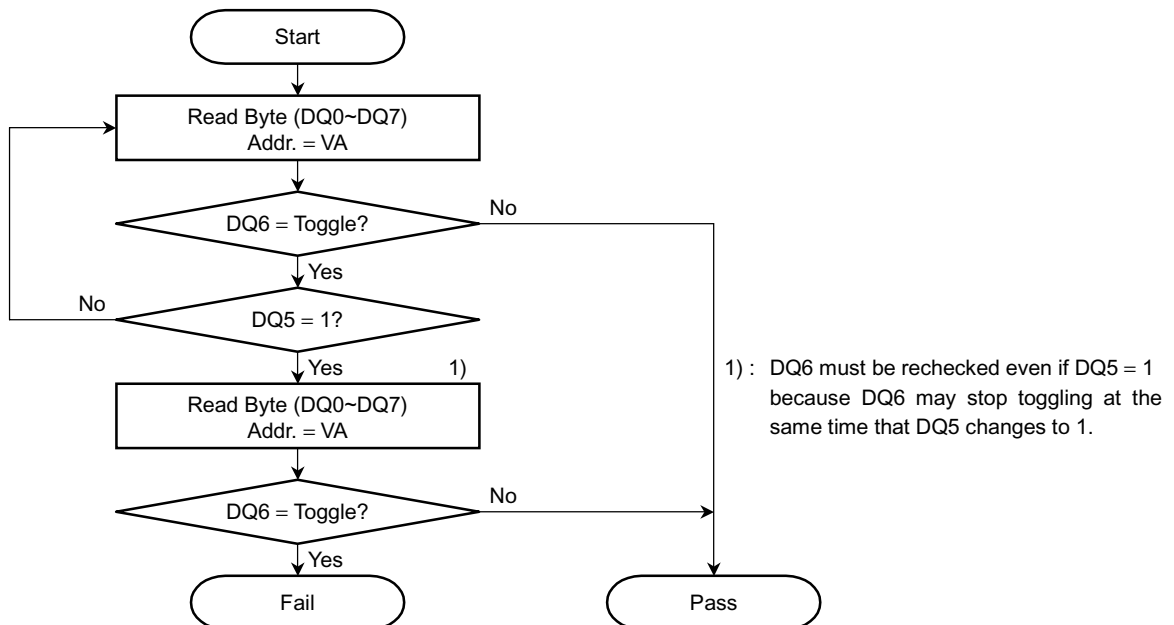 Start
Read Byte (DQ0~DQ7)
Addr. = VA
DQ6 = Toggle?
No
Yes
No
DQ5 = 1?
Yes
1)
Read Byte (DQ0~DQ7)
Addr. = VA
1) : DQ6 must be rechecked even if DQ5 = 1
because DQ6 may stop toggling at the
same time that DQ5 changes to 1.
DQ6 = Toggle?
No
Yes
Fail
Pass